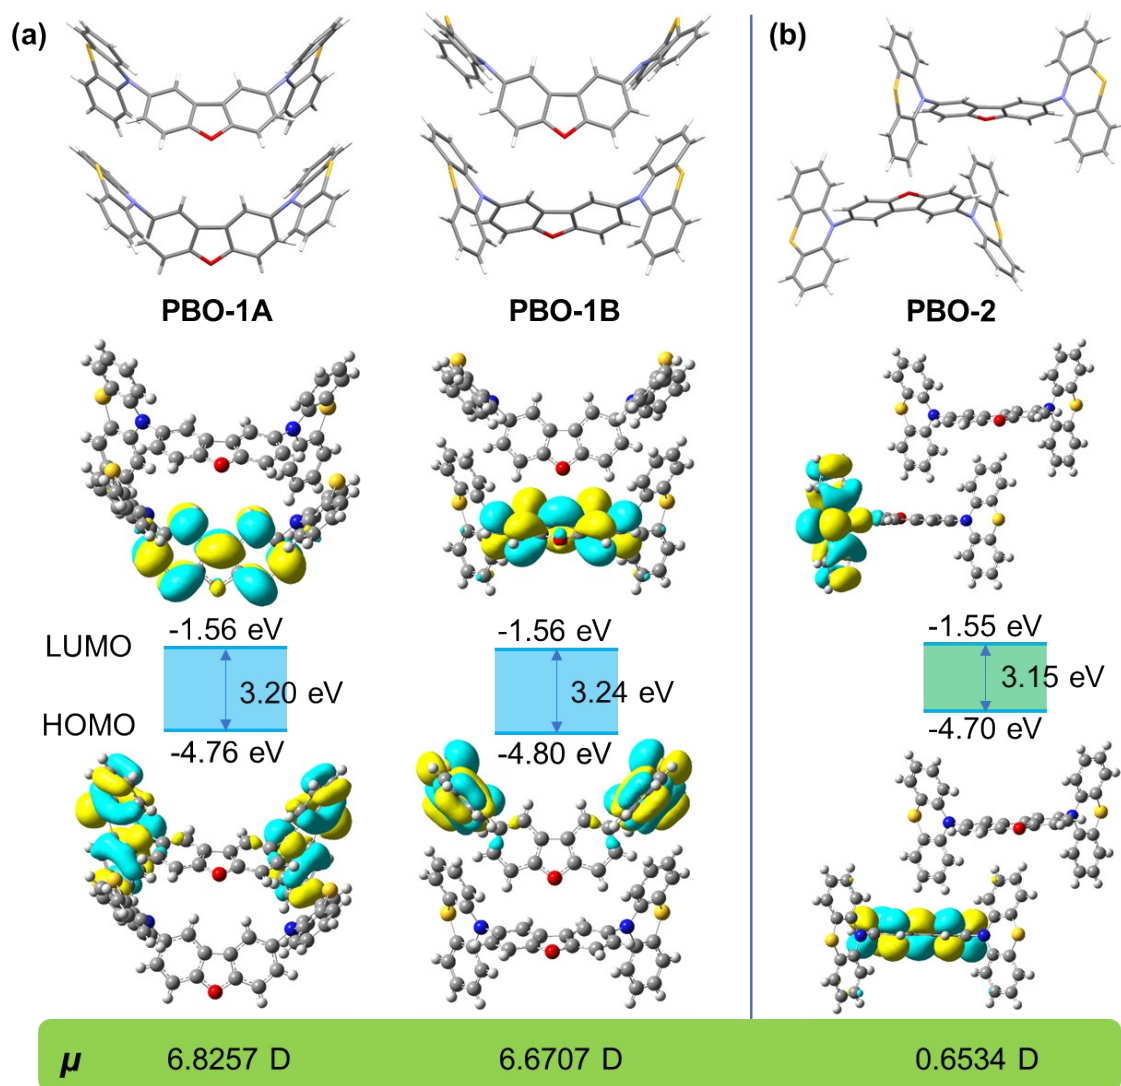 (a)
(b)
PBO-1A
PBO-1B
PBO-2
LUMO
-1.56 eV
-1.56 eV
-1.55 eV
3.20 eV
3.24 eV
3.15 eV
HOMO
-4.76 eV
-4.80 eV
-4.70 eV
μ 6.8257 D 6.6707 D 0.6534 D